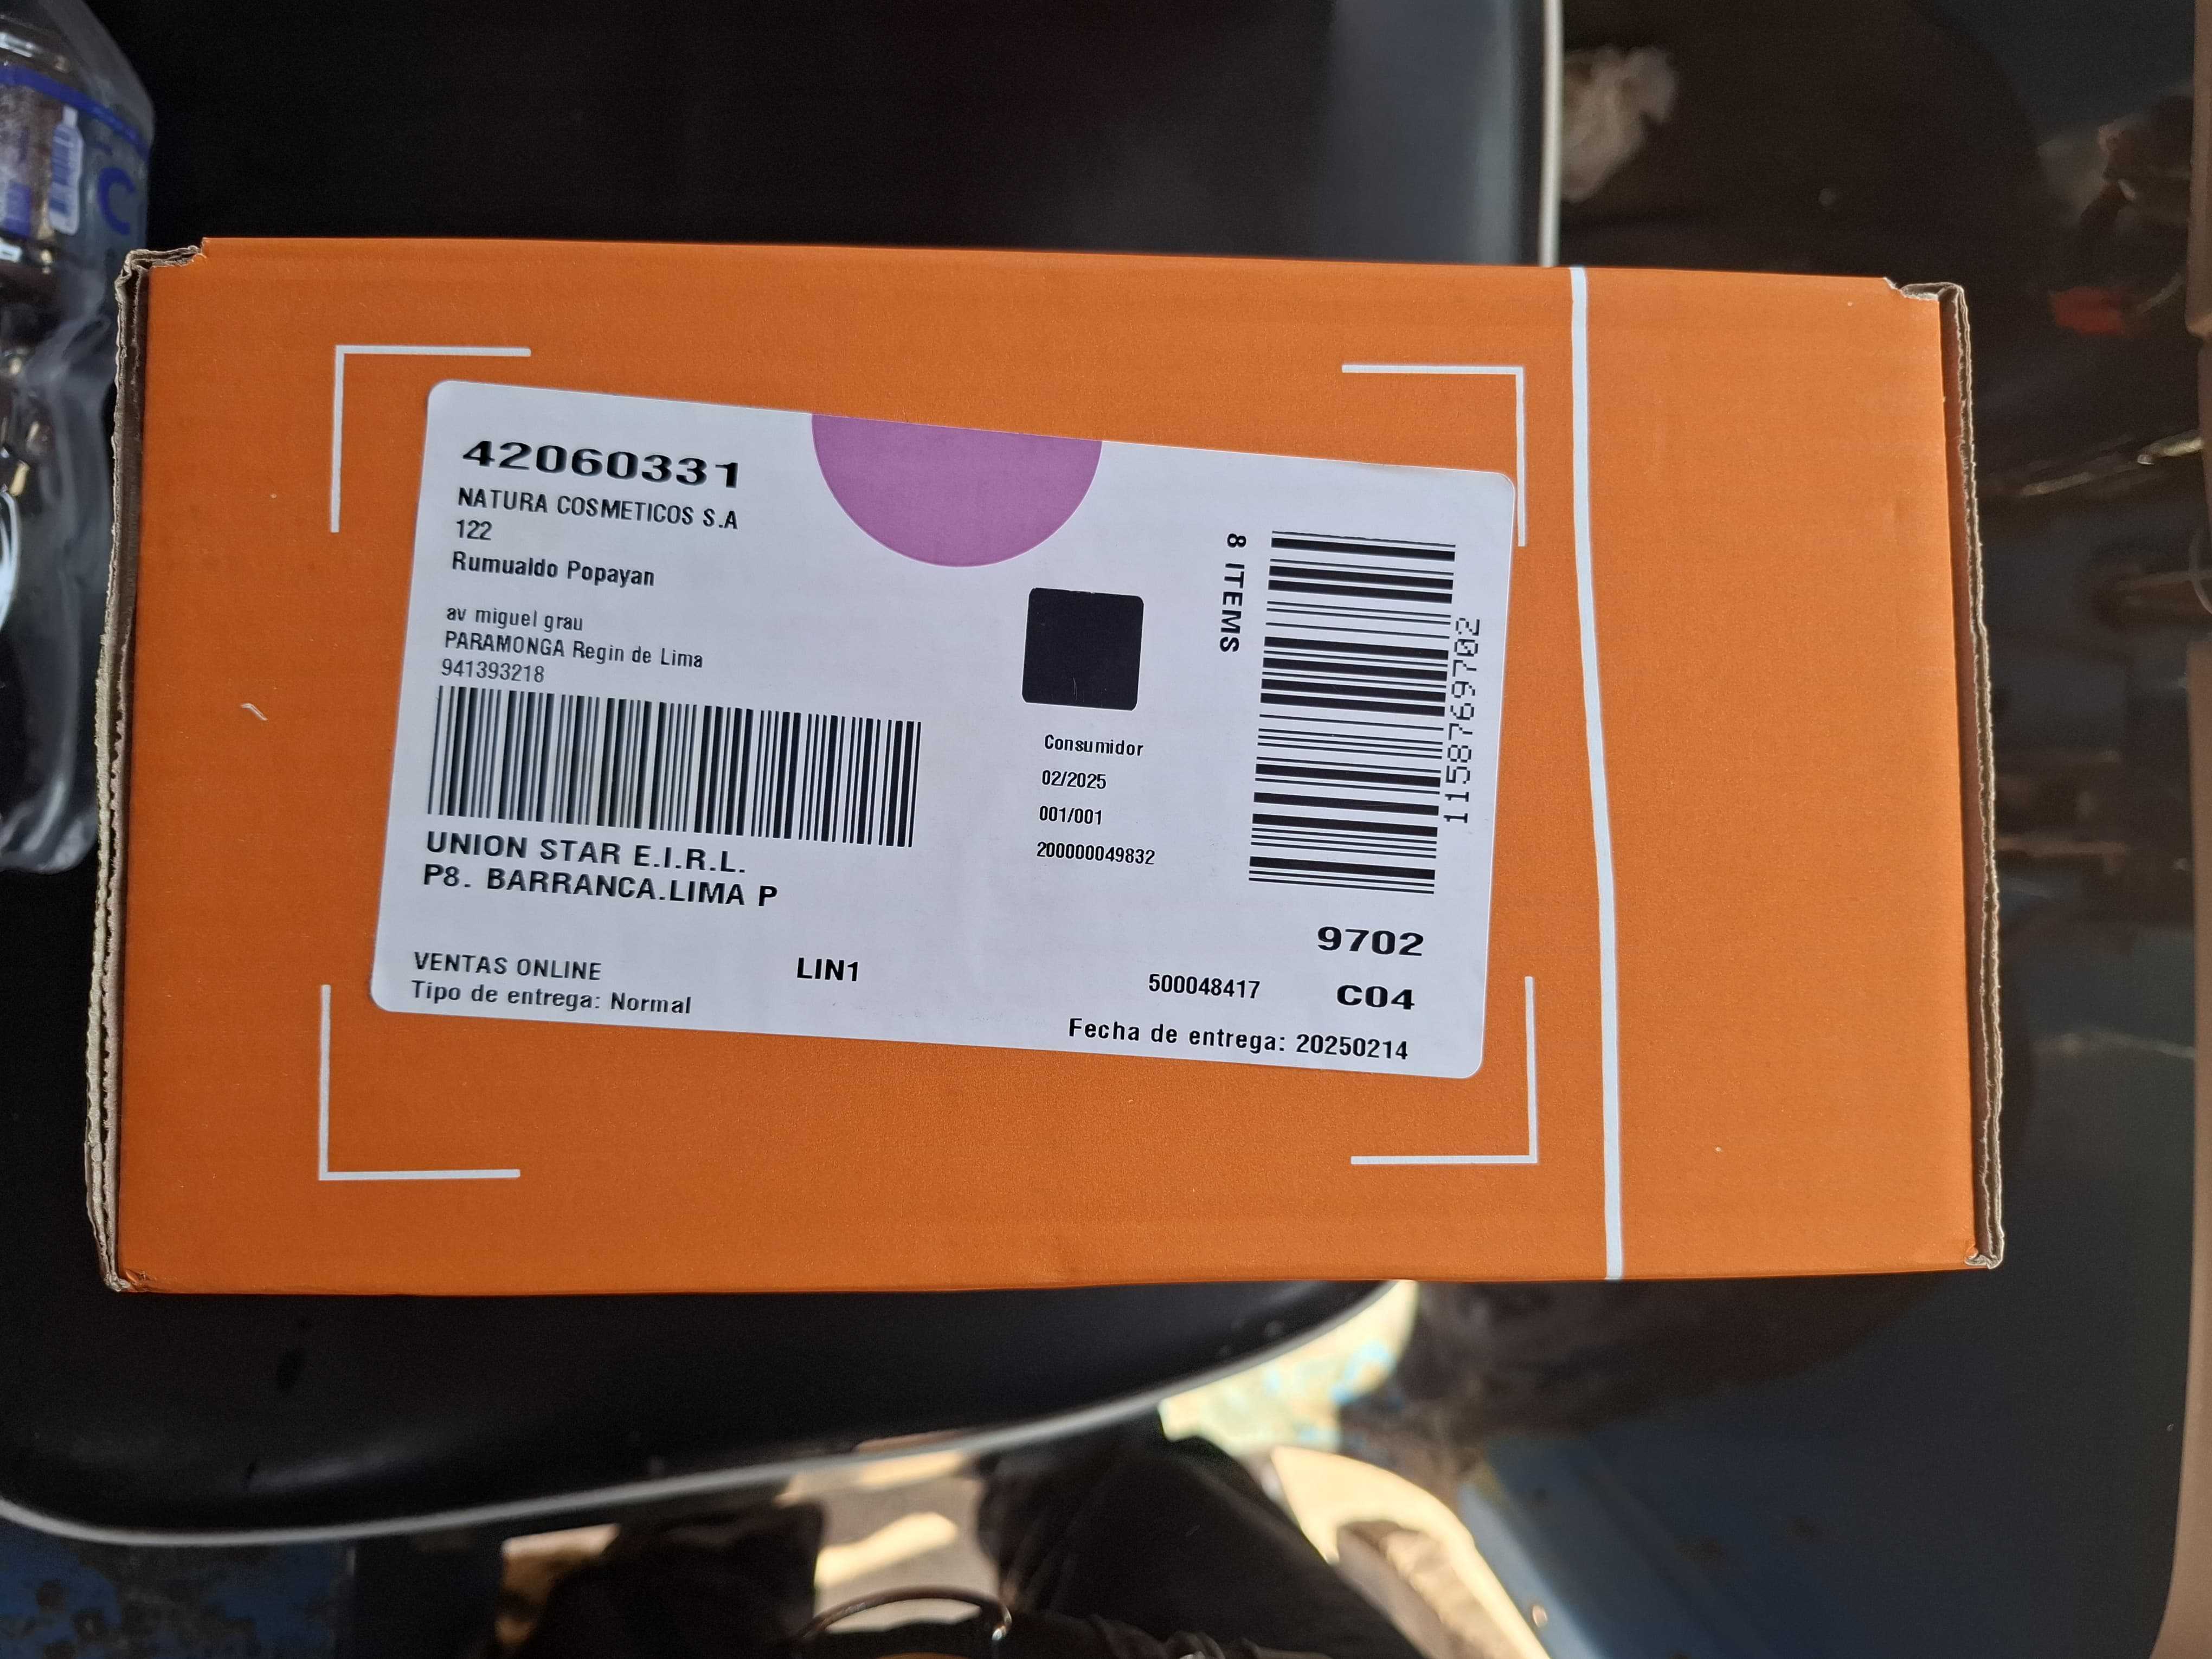 42060331
NATURA COSMETICOS S.A
122
Rumualdo Popayan
av miguel grau
PARAMONGA Regin de Lima
941393218
UNION STAR E.I.R.L.
P8. BARRANCA.LIMA P
VENTAS ONLINE
Tipo de entrega: Normal
LIN1
Consumidor
02/2025
001/001
200000049832
8 ITEMS
1158769702
9702
500048417 C04
Fecha de entrega: 20250214
C